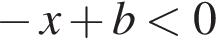 −x + b < 0